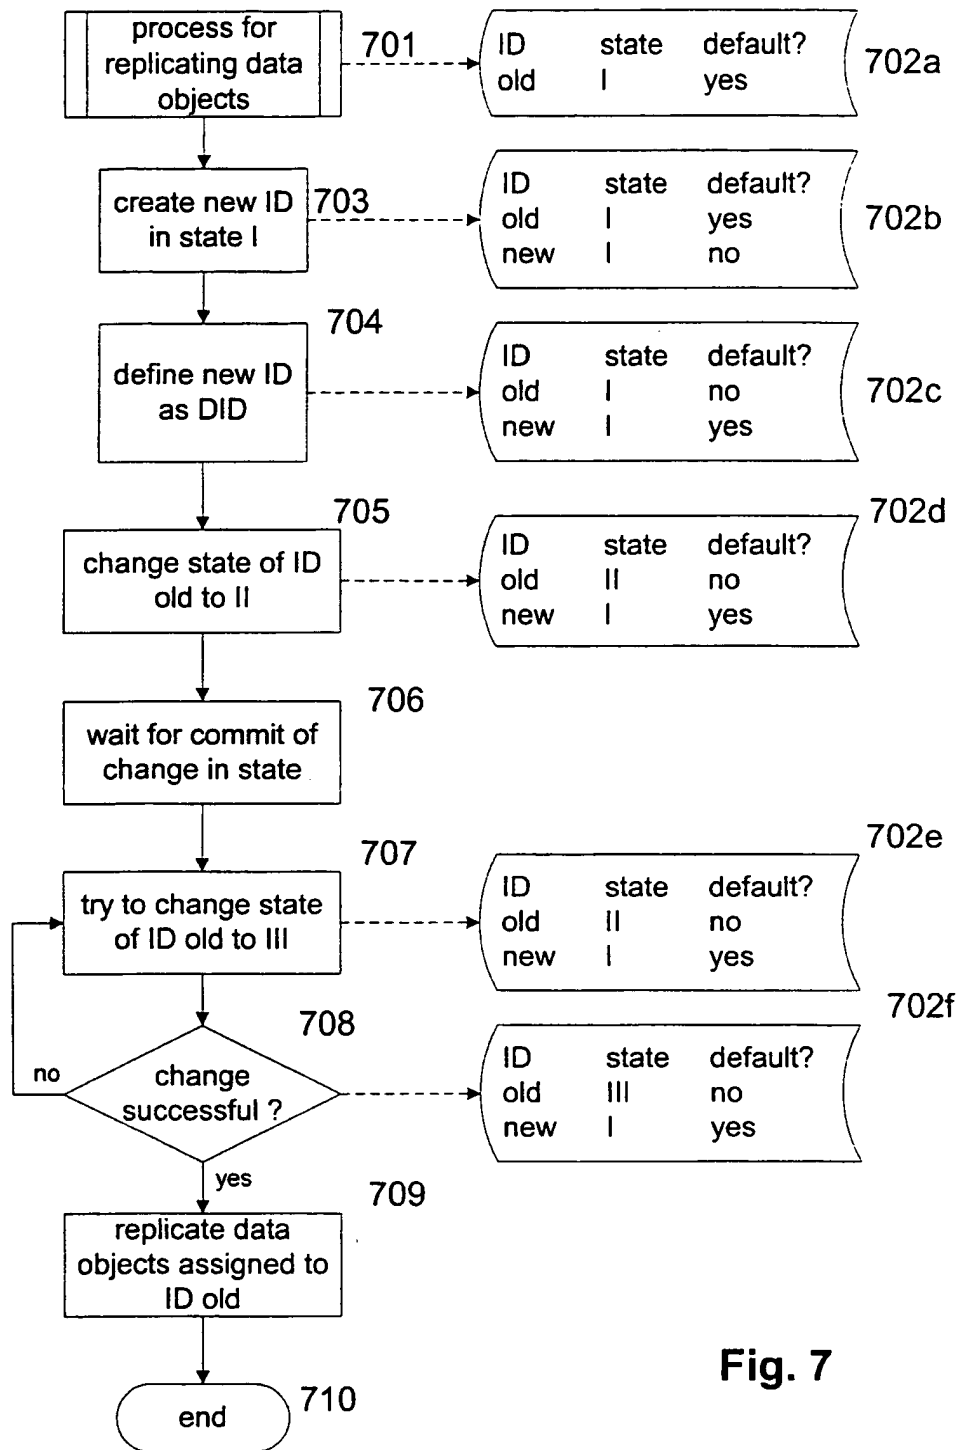 process for
replicating data
objects
701
ID state default?
old I yes
702a
create new ID
in state I
703
ID state default?
old I yes
new I no
702b
704
define new ID
as DID
ID state default?
old I no
new I yes
702c
705
change state of ID
old to II
702d
ID state default?
old II no
new I yes
706
wait for commit of
change in state
707
try to change state
of ID old to III
702e
ID state default?
old II no
new I yes
708
change
successful ?
no
yes
702f
ID state default?
old III no
new I yes
709
replicate data
objects assigned to
ID old
710
end
Fig. 7